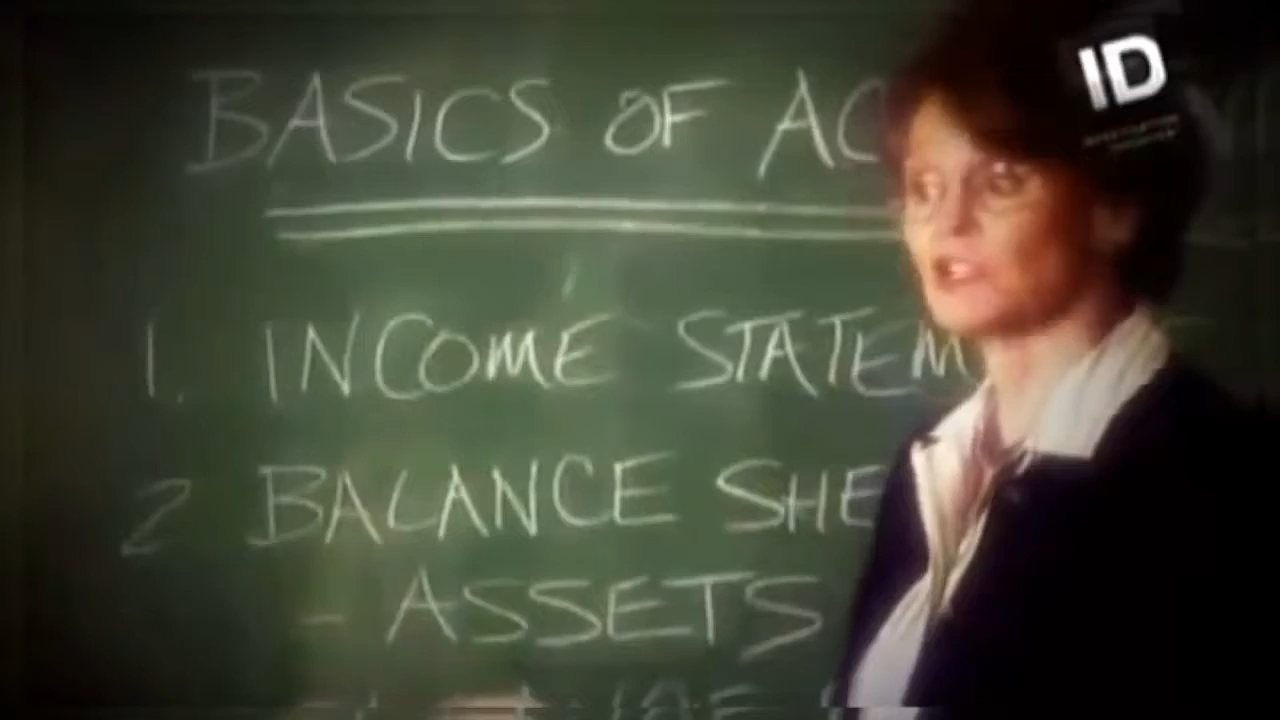 ID
BASICS OF AC
1. INCOME STATEM
2 BALANCE SHE
- ASSETS